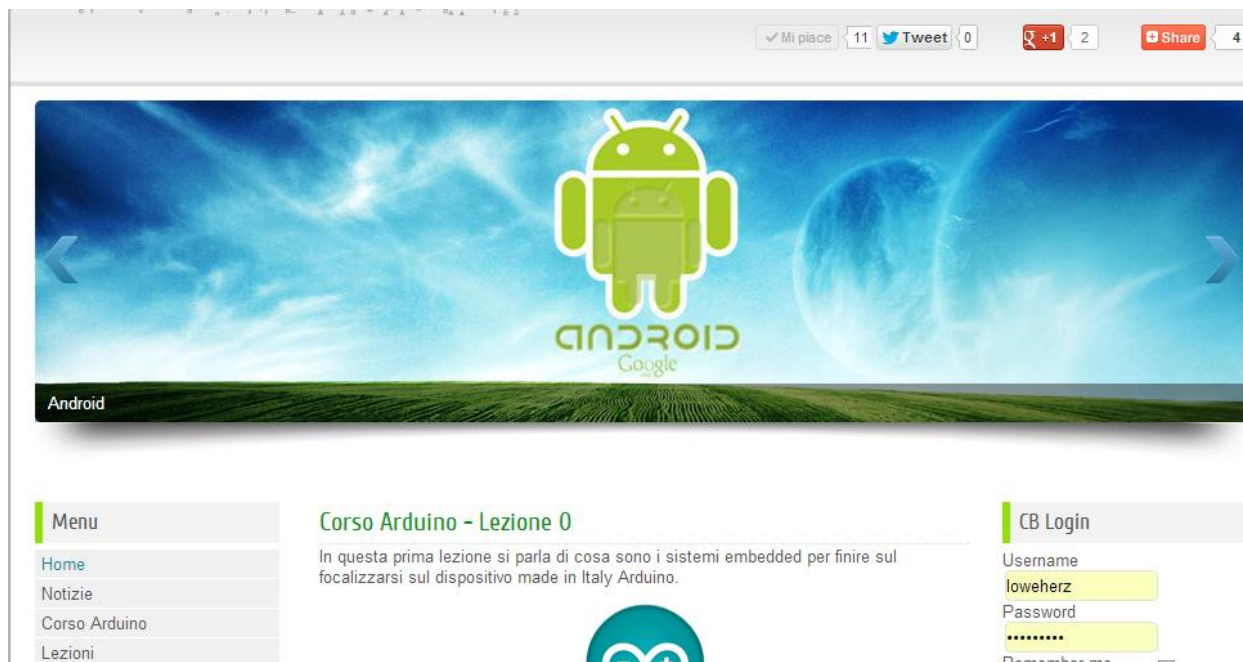 Mi piace 11 Tweet 0 +1 2 Share 4
ANDROID
Google
Android
Menu
Home
Notizie
Corso Arduino
Lezioni
Corso Arduino - Lezione 0
In questa prima lezione si parla di cosa sono i sistemi embedded per finire sul
focalizzarsi sul dispositivo made in Italy Arduino.
CB Login
Username
loweherz
Password
•••••••••
Remember me